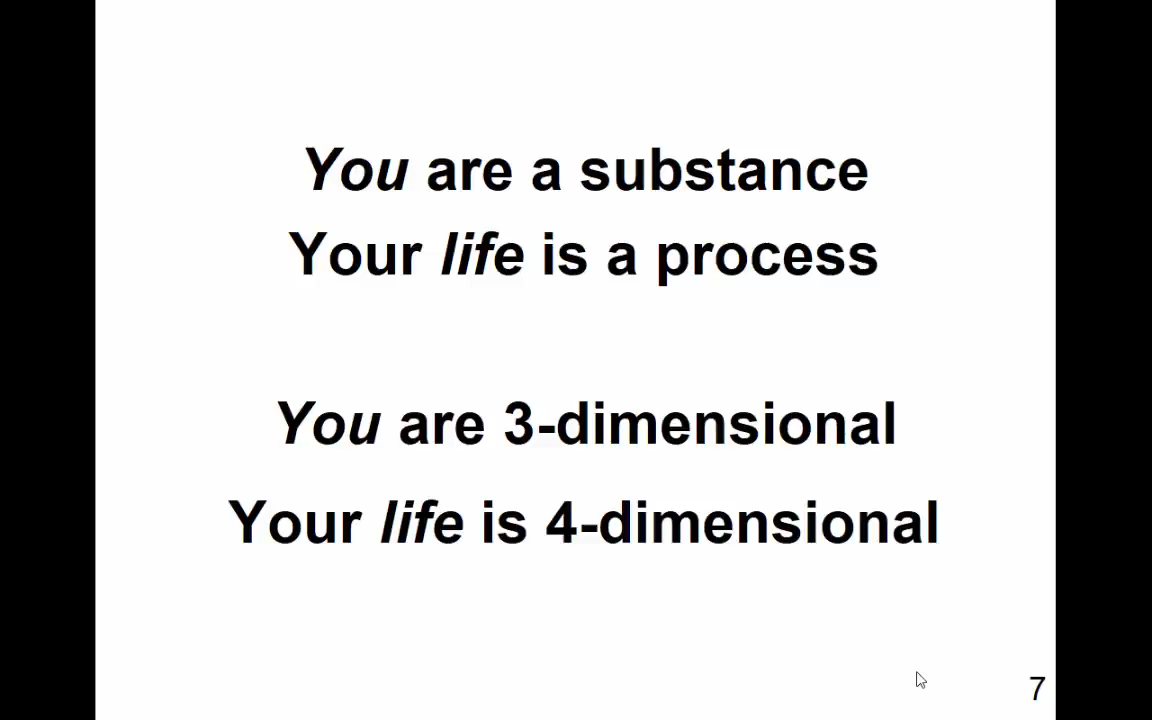 You are a substance
Your life is a process
You are 3-dimensional
Your life is 4-dimensional
7